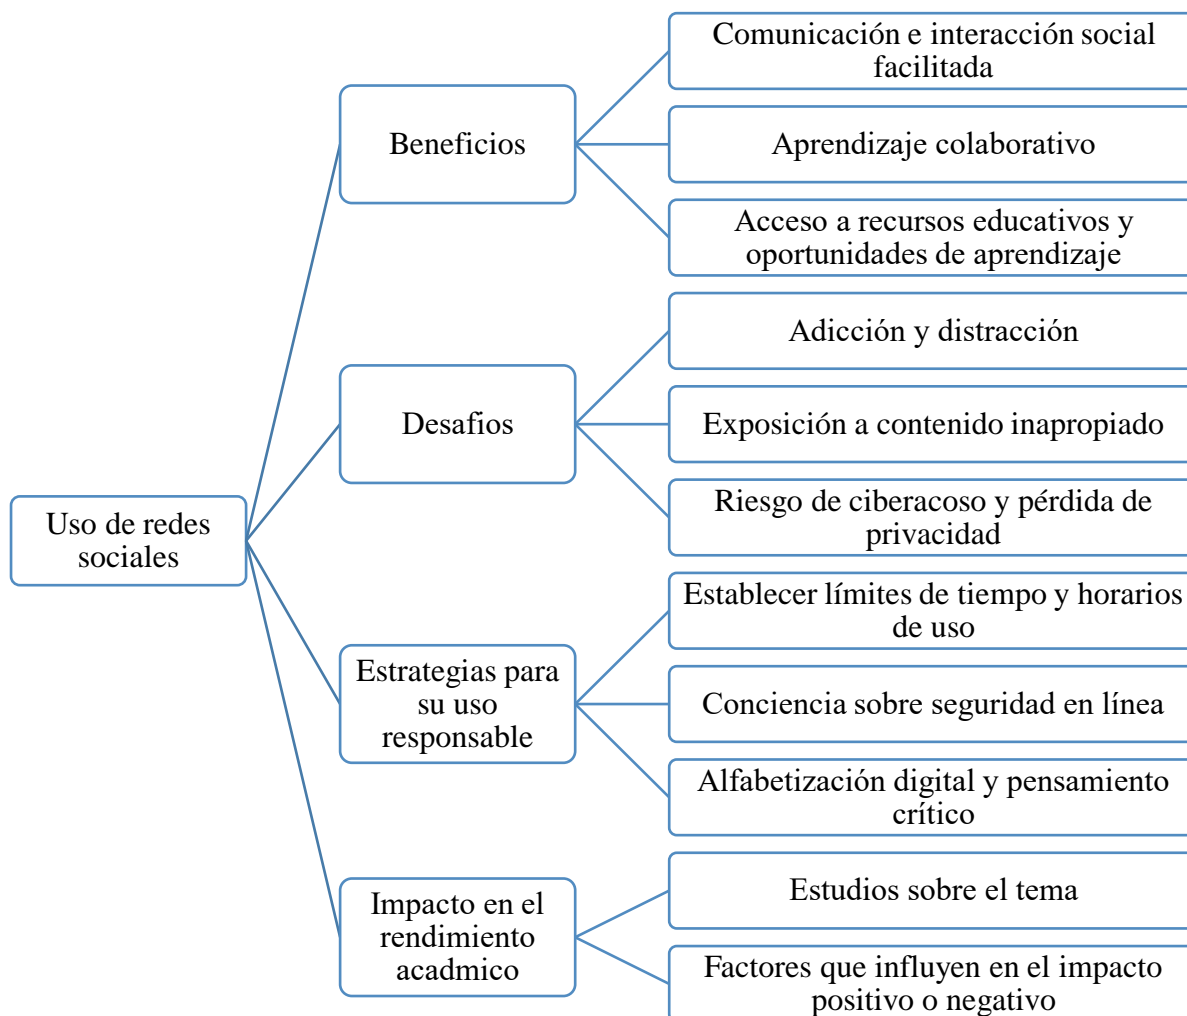 Uso de redes
sociales
Beneficios
Comunicación e interacción social
facilitada
Aprendizaje colaborativo
Acceso a recursos educativos y
oportunidades de aprendizaje
Desafios
Adicción y distracción
Exposición a contenido inapropiado
Riesgo de ciberacoso y pérdida de
privacidad
Estrategias para
su uso
responsable
Establecer límites de tiempo y horarios
de uso
Conciencia sobre seguridad en línea
Alfabetización digital y pensamiento
crítico
Impacto en el
rendimiento
acadmico
Estudios sobre el tema
Factores que influyen en el impacto
positivo o negativo